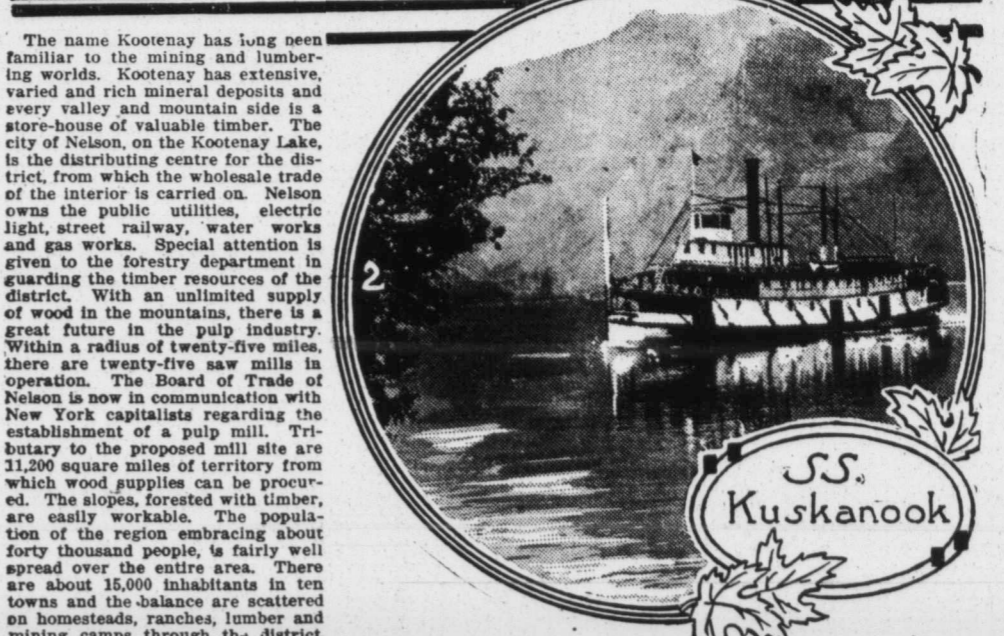 The name Kootenay has long been
familiar to the mining and lumber-
ing worlds. Kootenay has extensive,
varied and rich mineral deposits and
every valley and mountain side is a
store-house of valuable timber. The
city of Nelson, on the Kootenay Lake,
is the distributing centre for the dis-
trict, from which the wholesale trade
of the interior is carried on. Nelson
owns the public utilities, electric
light, street railway, water works
and gas works. Special attention is
given to the forestry department in
guarding the timber resources of the
district. With an unlimited supply
of wood in the mountains, there is a
great future in the pulp industry.
Within a radius of twenty-five miles,
there are twenty-five saw mills in
operation. The Board of Trade of
Nelson is now in communication with
New York capitalists regarding the
establishment of a pulp mill. Tri-
butary to the proposed mill site are
11,200 square miles of territory from
which wood supplies can be procur-
ed. The slopes, forested with timber,
are easily workable. The popula-
tion of the region embracing about
forty thousand people, is fairly well
spread over the entire area. There
are about 15,000 inhabitants in ten
towns and the balance are scattered
on homesteads, ranches, lumber and
mining camps through the district.
2
SS.
Kuskanook